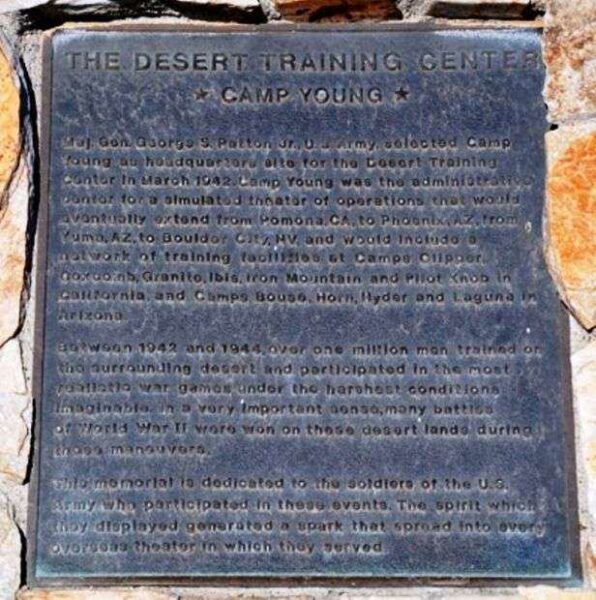 THE DESERT TRAINING CENTER
★ CAMP YOUNG ★
Maj. Gen. George S. Patton Jr., U.S. Army, selected Camp
Young as headquarters site for the Desert Training
Center in March 1942. Camp Young was the administrative
center for a simulated theater of operations that would
eventually extend from Pomona, CA, to Phoenix, AZ, from
Yuma, AZ, to Boulder City, NV, and would include a
network of training facilities at Camps Clipper,
Coxcomb, Granite, Ibis, Iron Mountain and Pilot Knob in
California, and Camps Bouse, Horn, Hyder and Laguna in
Arizona.
Between 1942 and 1944, over one million men trained on
the surrounding desert and participated in the most
realistic war games under the harshest conditions
imaginable. In a very important sense, many battles
of World War II were won on these desert lands during
those maneuvers.
This memorial is dedicated to the soldiers of the U.S.
Army who participated in these events. The spirit which
they displayed generated a spark that spread into every
overseas theater in which they served.